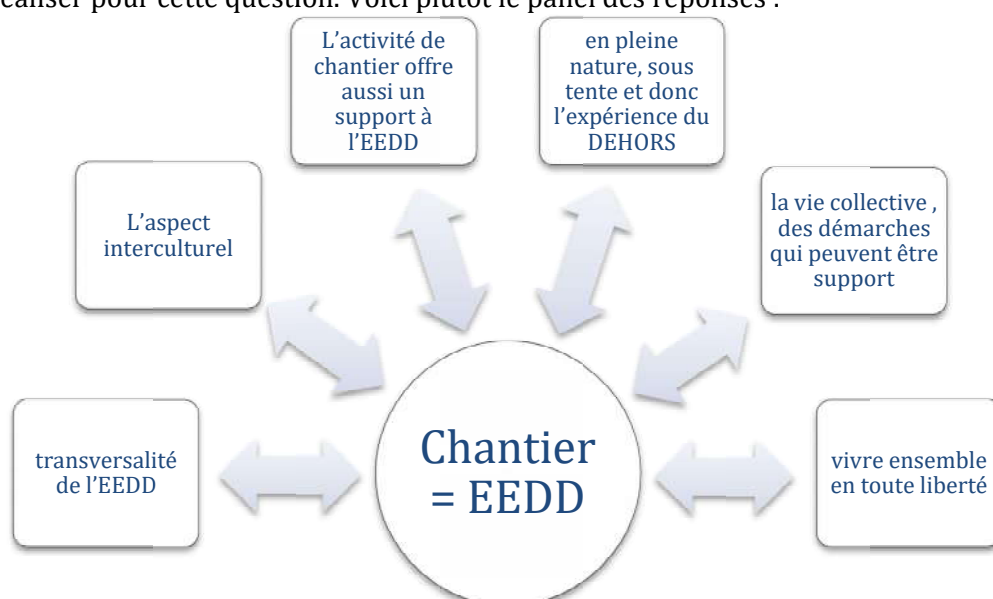 pour cette question. Voici plutôt le panel des réponses :
L'activité de
chantier offre
aussi un
support à
l'EEDD
en pleine
nature, sous
tente et donc
l'expérience du
DEHORS
L'aspect
interculturel
la vie collective ,
des démarches
qui peuvent être
support
transversalité
de l'EEDD
Chantier
= EEDD
vivre ensemble
en toute liberté